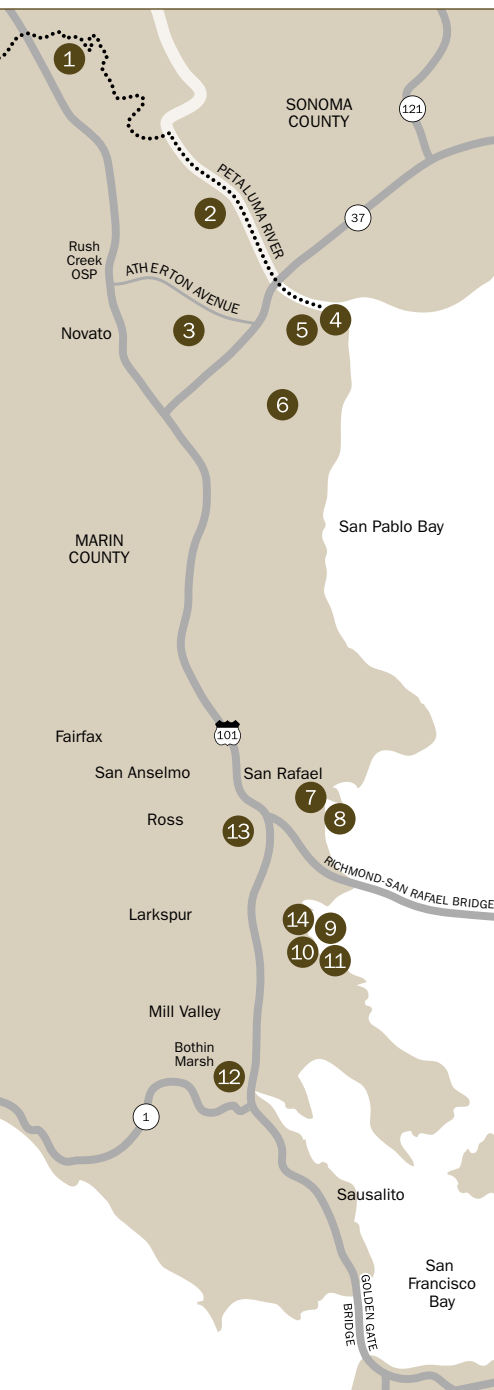 1
SONOMA
COUNTY
121
PETALUMA RIVER
2
37
Rush
Creek
OSP
ATHERTON AVENUE
4
5
3
Novato
6
San Pablo Bay
MARIN
COUNTY
101
Fairfax
San Anselmo
San Rafael
7
8
Ross
13
RICHMOND-SAN RAFAEL BRIDGE
Larkspur
14
9
10
11
Mill Valley
Bothin
Marsh
12
1
Sausalito
San
Francisco
Bay
GOLDEN GATE
BRIDGE